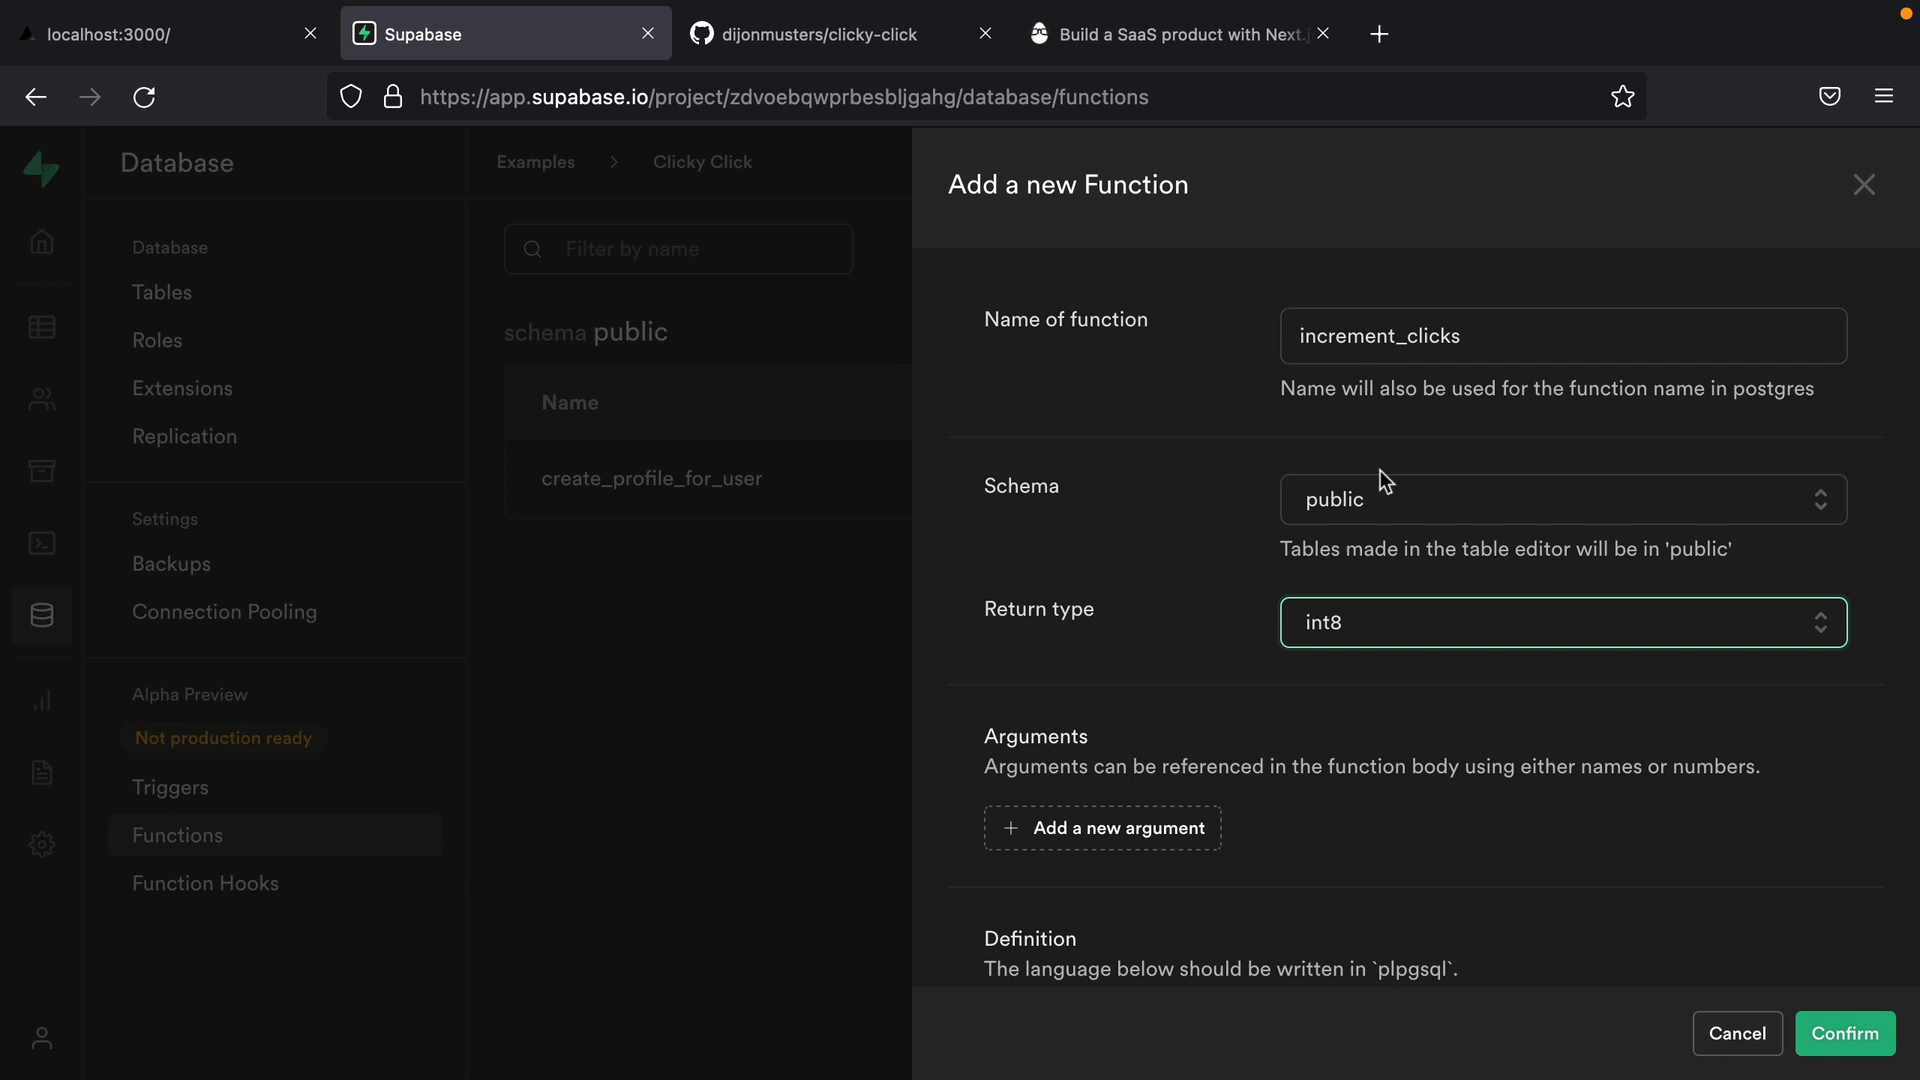 localhost:3000/
Supabase
dijonmusters/clicky-click
Build a SaaS product with Next.j
https://app.supabase.io/project/zdvoebqwprbesbljgahg/database/functions
Database
Examples > Clicky Click
Add a new Function
Database
Tables
Roles
Extensions
Replication
Settings
Backups
Connection Pooling
Alpha Preview
Not production ready
Triggers
Functions
Function Hooks
Filter by name
schema public
Name
create_profile_for_user
Name of function
increment_clicks
Name will also be used for the function name in postgres
Schema
public
Tables made in the table editor will be in 'public'
Return type
int8
Arguments
Arguments can be referenced in the function body using either names or numbers.
+ Add a new argument
Definition
The language below should be written in `plpgsql`.
Cancel
Confirm